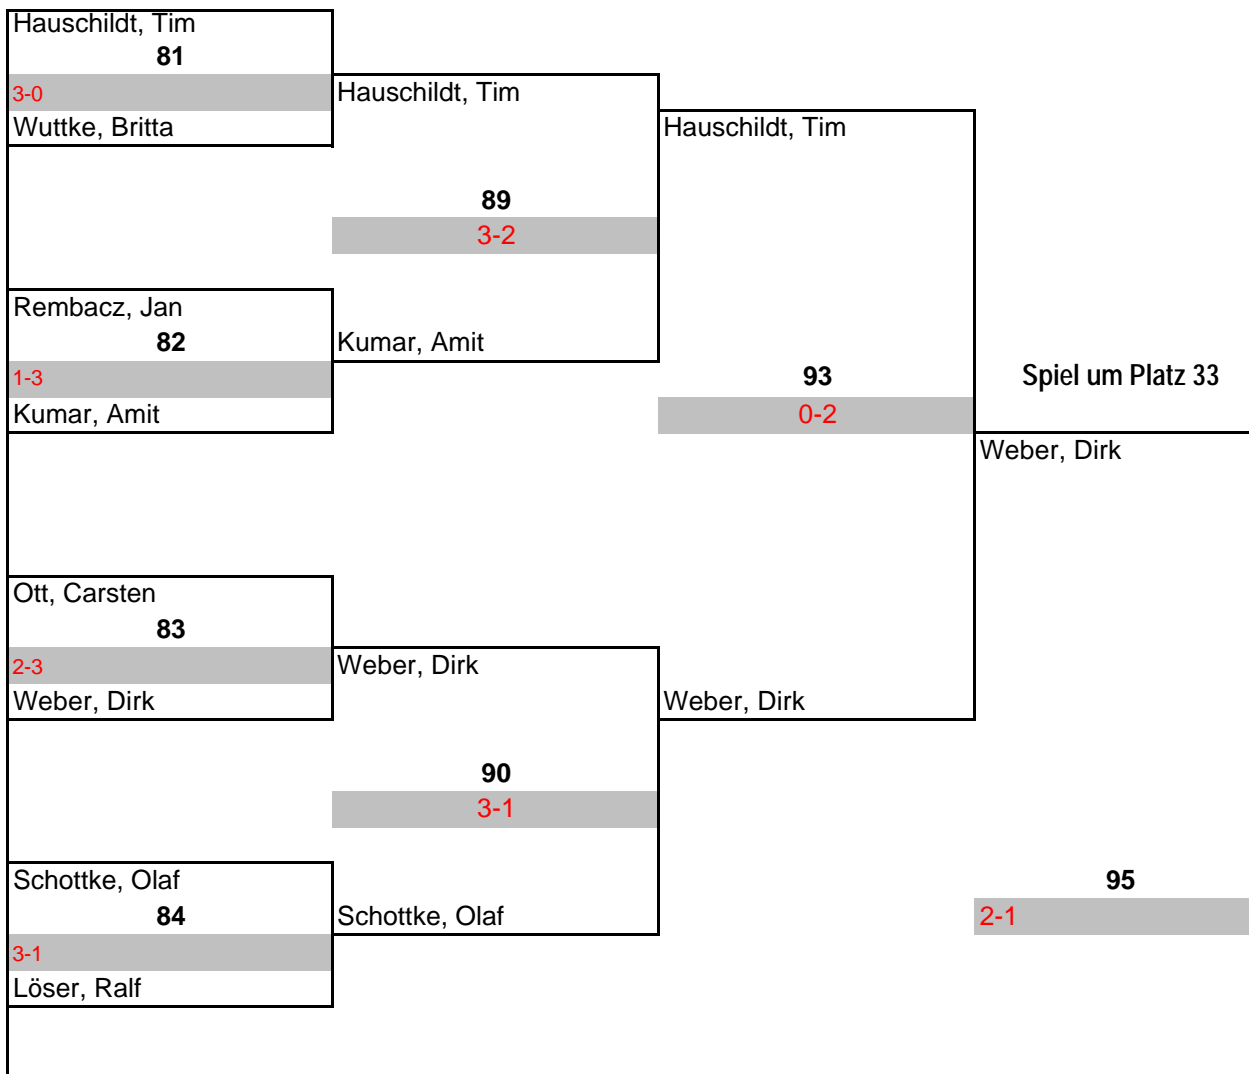 Hauschildt, Tim
81
3-0
Wuttke, Britta
Hauschildt, Tim
Hauschildt, Tim
89
3-2
Rembacz, Jan
82
1-3
Kumar, Amit
Kumar, Amit
93
0-2
Spiel um Platz 33
Weber, Dirk
Ott, Carsten
83
2-3
Weber, Dirk
Weber, Dirk
Weber, Dirk
90
3-1
Schottke, Olaf
84
3-1
Löser, Ralf
Schottke, Olaf
95
2-1